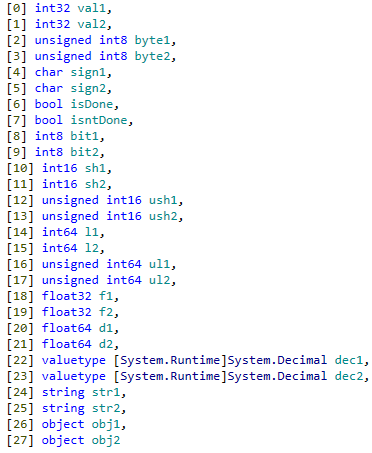 [0] int32 val1,
[1] int32 val2,
[2] unsigned int8 byte1,
[3] unsigned int8 byte2,
[4] char sign1,
[5] char sign2,
[6] bool isDone,
[7] bool isntDone,
[8] int8 bit1,
[9] int8 bit2,
[10] int16 sh1,
[11] int16 sh2,
[12] unsigned int16 ush1,
[13] unsigned int16 ush2,
[14] int64 l1,
[15] int64 l2,
[16] unsigned int64 ul1,
[17] unsigned int64 ul2,
[18] float32 f1,
[19] float32 f2,
[20] float64 d1,
[21] float64 d2,
[22] valuetype [System.Runtime]System.Decimal dec1,
[23] valuetype [System.Runtime]System.Decimal dec2,
[24] string str1,
[25] string str2,
[26] object obj1,
[27] object obj2